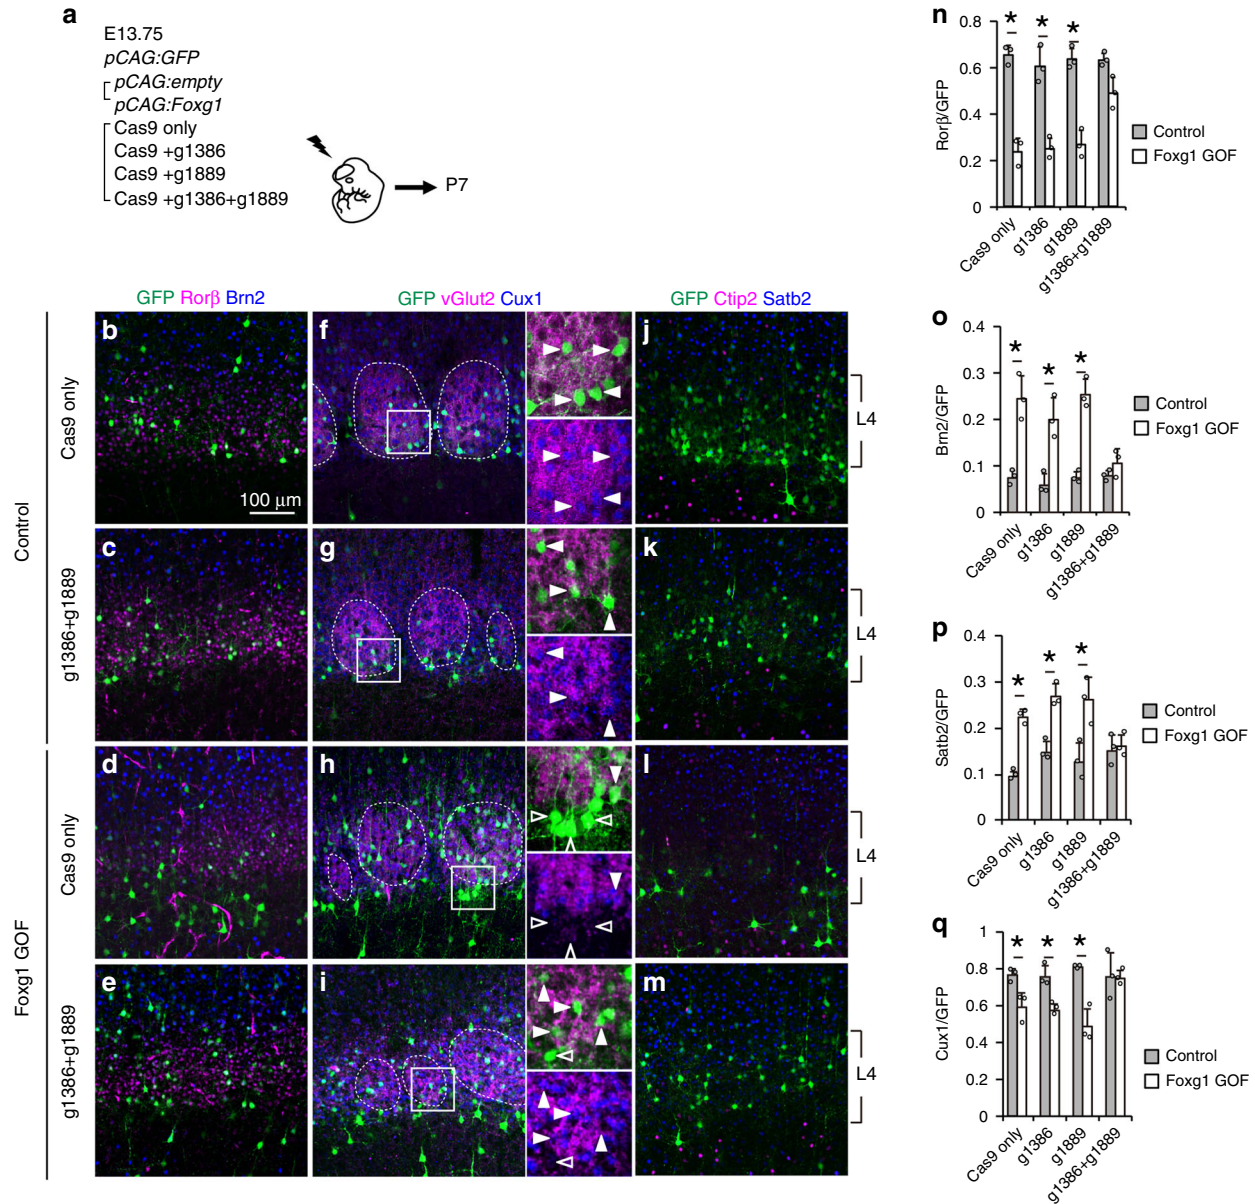 a
E13.75
pCAG:GFP
pCAG:empty
pCAG:Foxg1
Cas9 only
Cas9 +g1386
Cas9 +g1889
Cas9 +g1386+g1889
P7
GFP Rorβ Brn2
GFP vGlut2 Cux1
GFP Ctip2 Satb2
Control
Cas9 only
b
100 μm
f
j
L4
g1386+g1889
c
g
k
L4
Foxg1 GOF
Cas9 only
d
h
l
L4
g1386+g1889
e
i
m
L4
n
Rorβ/GFP
0.8
0.6
0.4
0.2
0
*
*
*
Cas9 only
g1386
g1889
g1386+g1889
Control
Foxg1 GOF
o
Brn2/GFP
0.4
0.3
0.2
0.1
0
*
*
*
Cas9 only
g1386
g1889
g1386+g1889
Control
Foxg1 GOF
p
Satb2/GFP
0.4
0.3
0.2
0.1
0
*
*
*
Cas9 only
g1386
g1889
g1386+g1889
Control
Foxg1 GOF
q
Cux1/GFP
1
0.8
0.6
0.4
0.2
0
*
*
*
Cas9 only
g1386
g1889
g1386+g1889
Control
Foxg1 GOF